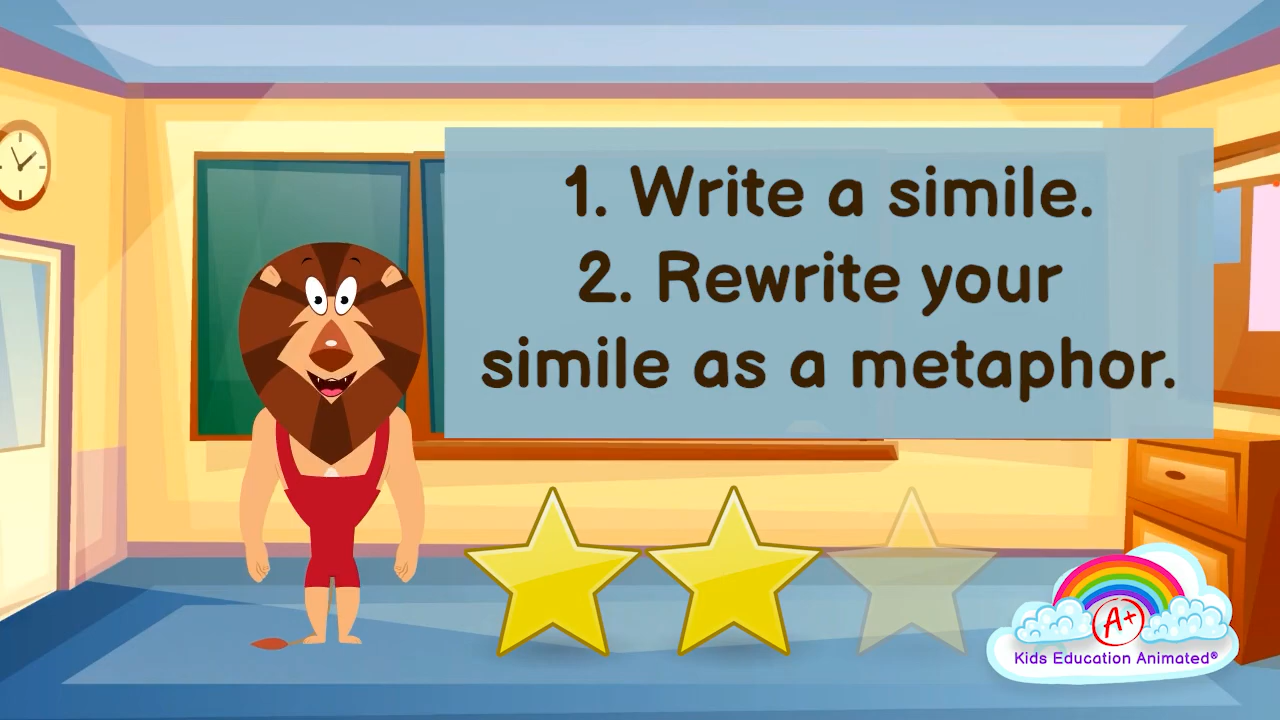 1. Write a simile.
2. Rewrite your
simile as a metaphor.
A+
Kids Education Animated®